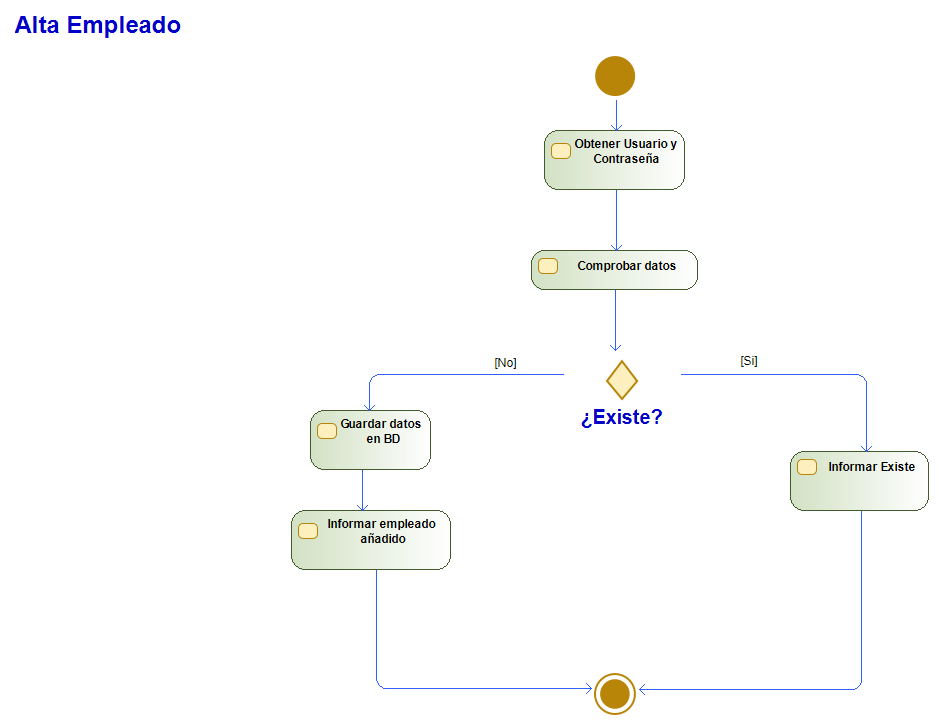 Alta Empleado
Obtener Usuario y
Contraseña
Comprobar datos
[No]
[Si]
¿Existe?
Guardar datos
en BD
Informar Existe
Informar empleado
añadido